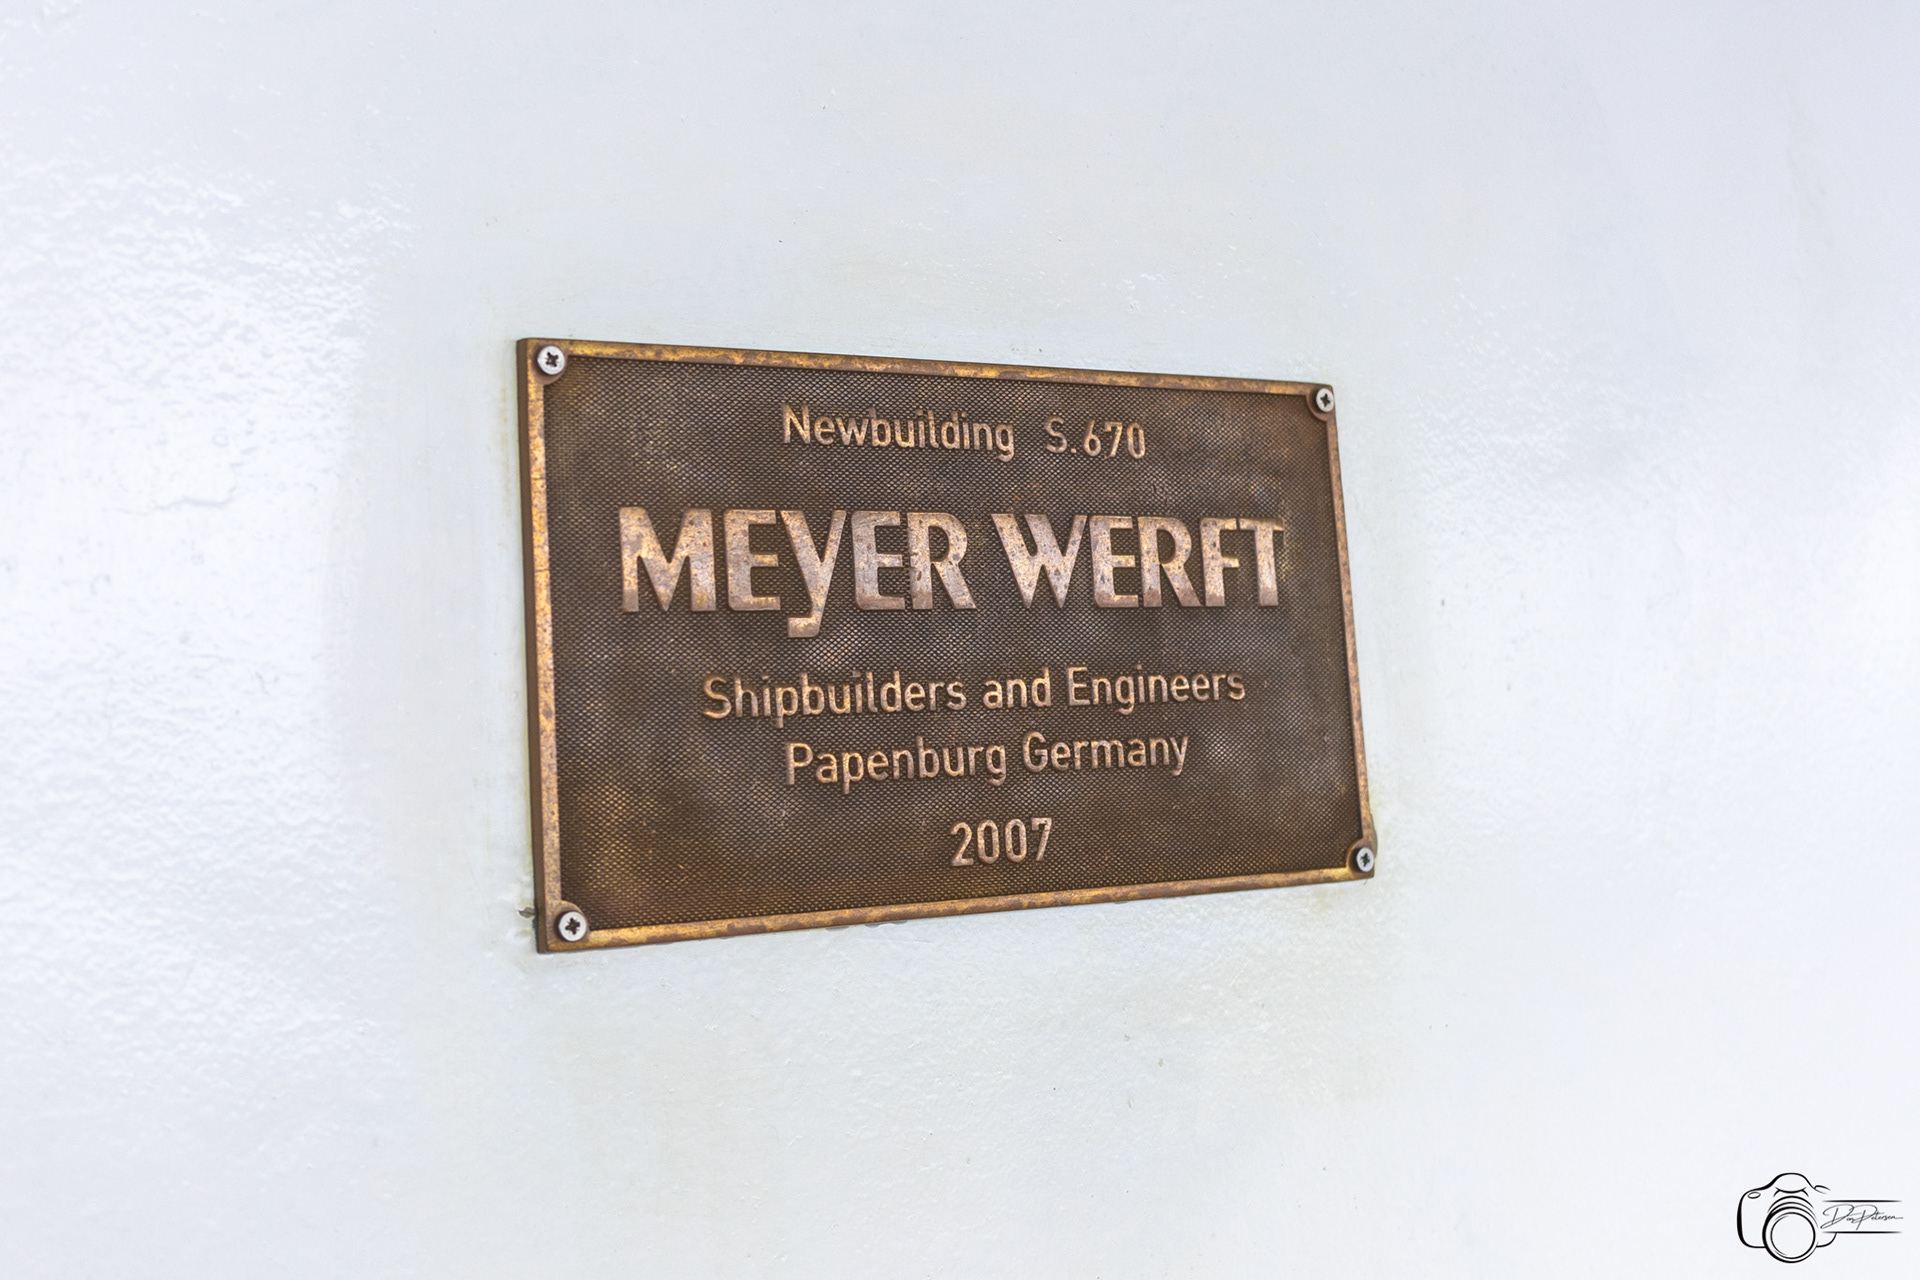 Newbuilding S.670
MEYER WERFT
Shipbuilders and Engineers
Papenburg Germany
2007